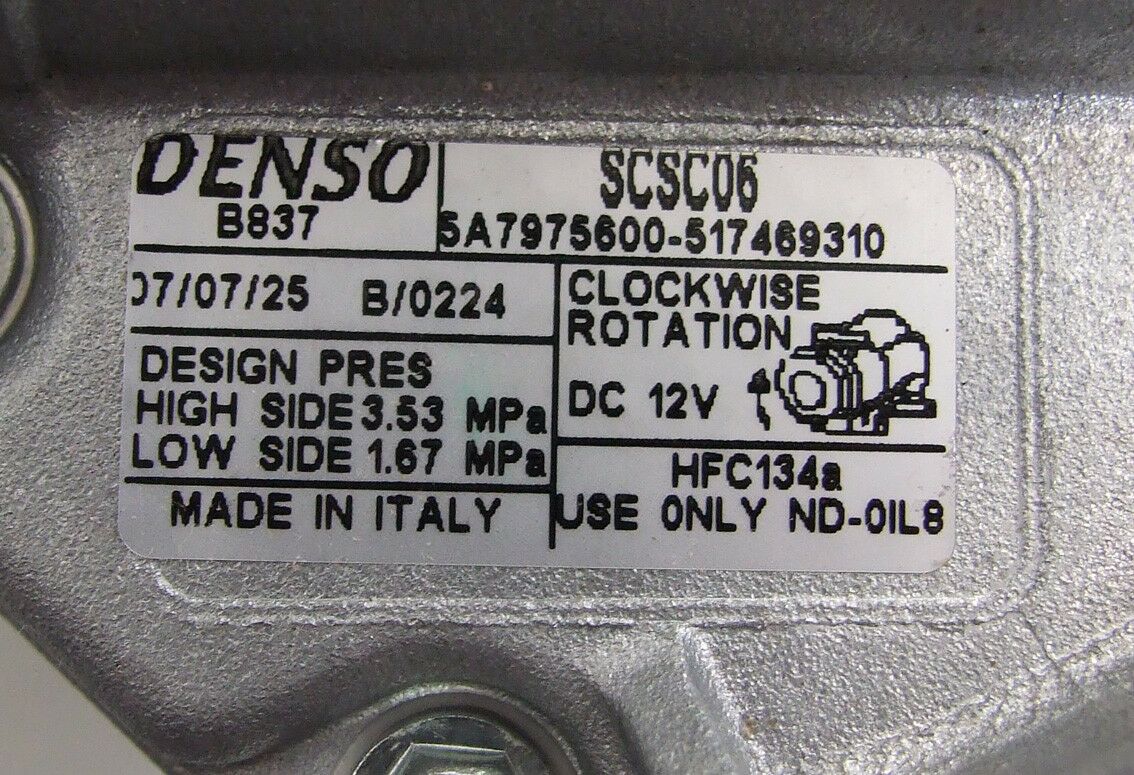 DENSO
B837
SCSC06
5A7975600-517469310
07/07/25 B/0224
DESIGN PRES
HIGH SIDE 3.53 MPa
LOW SIDE 1.67 MPa
MADE IN ITALY
CLOCKWISE
ROTATION
DC 12V
HFC134a
USE ONLY ND-OIL8